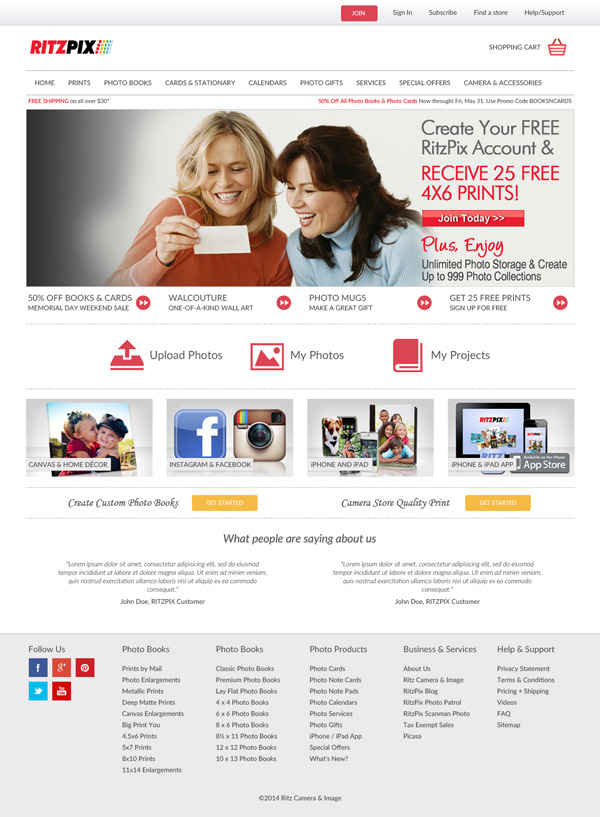 JOIN Sign In Subscribe Find a store Help/Support
RITZPIX
SHOPPING CART
HOME PRINTS PHOTO BOOKS CARDS & STATIONARY CALENDARS PHOTO GIFTS SERVICES SPECIAL OFFERS CAMERA & ACCESSORIES
FREE SHIPPING on all over $30* 50% Off All Photo Books & Photo Cards Now throught Fri, May 31. Use Promo Code BOOKSNCARDS
Create Your FREE
RitzPix Account &
RECEIVE 25 FREE
4X6 PRINTS!
Join Today >>
Plus, Enjoy
Unlimited Photo Storage & Create
Up to 999 Photo Collections
50% OFF BOOKS & CARDS WALCOUTURE PHOTO MUGS GET 25 FREE PRINTS
MEMORIAL DAY WEEKEND SALE ONE-OF-A-KIND WALL ART MAKE A GREAT GIFT SIGN UP FOR FREE
Upload Photos My Photos My Projects
RITZPIX
CANVAS & HOME DÉCOR INSTAGRAM & FACEBOOK iPHONE AND iPAD iPHONE & iPAD APP
Available on the iPhone
App Store
Create Custom Photo Books GET STARTED Camera Store Quality Print GET STARTED
What people are saying about us
"Lorem ipsum dolor sit amet, consectetur adipisicing elit, sed do eiusmod
tempor incididunt ut labore et dolore magna aliqua. Ut enim ad minim veniam,
quis nostrud exercitation ullamco laboris nisi ut aliquip ex ea commodo
consequat."
John Doe, RITZPIX Customer
"Lorem ipsum dolor sit amet, consectetur adipisicing elit, sed do eiusmod
tempor incididunt ut labore et dolore magna aliqua. Ut enim ad minim veniam,
quis nostrud exercitation ullamco laboris nisi ut aliquip ex ea commodo
consequat."
John Doe, RITZPIX Customer
Follow Us
f g+ p
You Tube
Photo Books
Prints by Mail
Photo Enlargements
Metallic Prints
Deep Matte Prints
Canvas Enlargements
Big Print You
4.5x6 Prints
5x7 Prints
8x10 Prints
11x14 Enlargements
Photo Books
Classic Photo Books
Premium Photo Books
Lay Flat Photo Books
4 x 4 Photo Books
6 x 6 Photo Books
8 x 6 Photo Books
8½ x 11 Photo Books
12 x 12 Photo Books
10 x 13 Photo Books
Photo Products
Photo Cards
Photo Note Cards
Photo Note Pads
Photo Calendars
Photo Services
Photo Gifts
iPhone / iPad App
Special Offers
What's New?
Business & Services
About Us
Ritz Camera & Image
RitzPix Blog
RitzPix Photo Patrol
RitzPix Scanman Photo
Tax Exempt Sales
Picasa
Help & Support
Privacy Statement
Terms & Conditions
Pricing + Shipping
Videos
FAQ
Sitemap
©2014 Ritz Camera & Image